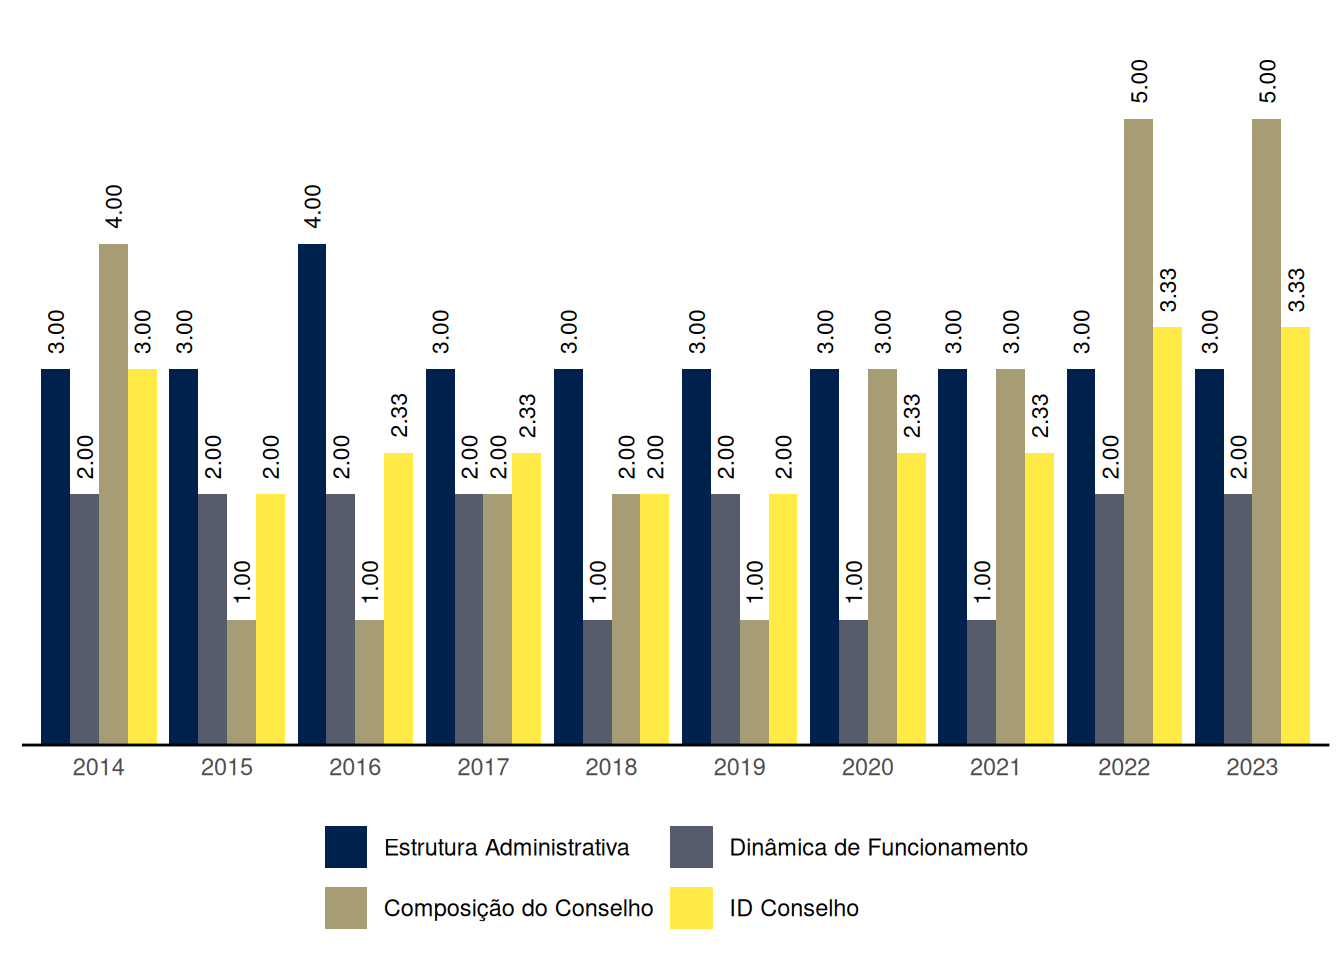 5.00 5.00
4.00 4.00
3.33 3.33
3.00 3.00 3.00 3.00 3.00 3.00 3.00 3.00 3.00 3.00 3.00 3.00 3.00
2.33 2.33 2.33 2.33
2.00 2.00 2.00 2.00 2.00 2.00 2.00 2.00 2.00 2.00 2.00 2.00
1.00 1.00 1.00 1.00 1.00 1.00
2014 2015 2016 2017 2018 2019 2020 2021 2022 2023
Estrutura Administrativa Dinâmica de Funcionamento
Composição do Conselho ID Conselho